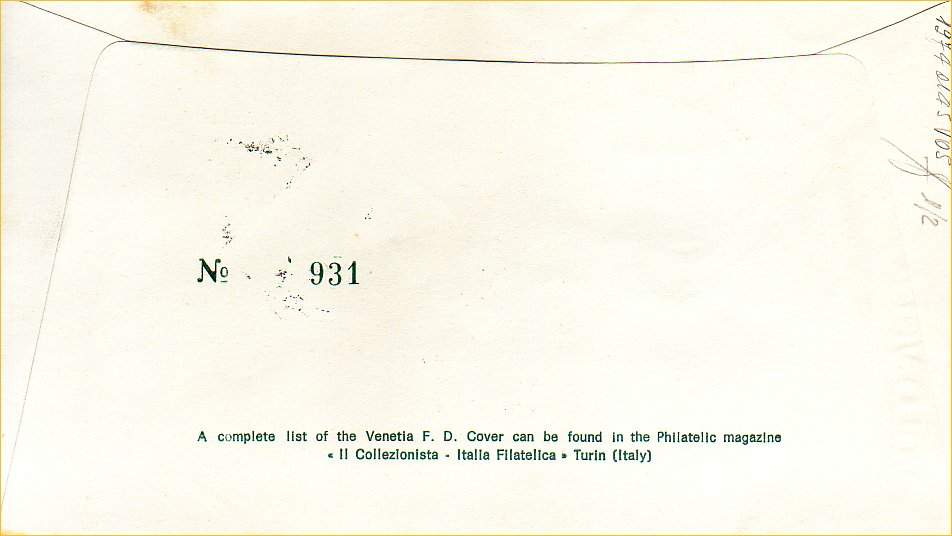 No 931
A complete list of the Venetia F. D. Cover can be found in the Philatelic magazine
« Il Collezionista - Italia Filatelica » Turin (Italy)